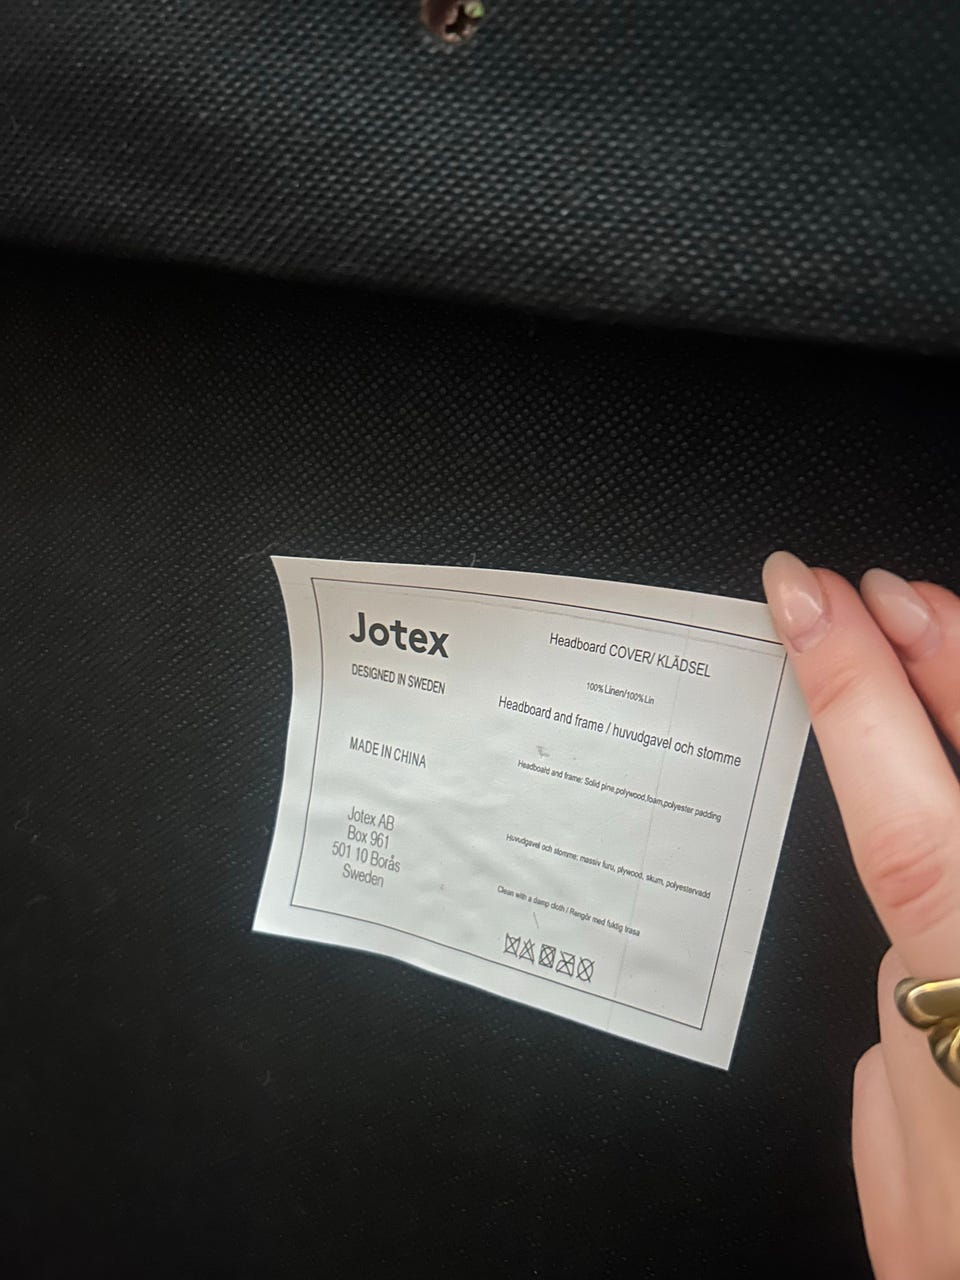 Jotex
DESIGNED IN SWEDEN
MADE IN CHINA
Jotex AB
Box 961
501 10 Borås
Sweden
Headboard COVER/ KLÄDSEL
100% Linen/100% Lin
Headboard and frame / huvudgavel och stomme
Headboard and frame: Solid pine,polywood,foam,polyester padding
Huvudgavel och stomme: massiv furu, plywood, skum, polyestervadd
Clean with a damp cloth / Rengör med fuktig trasa